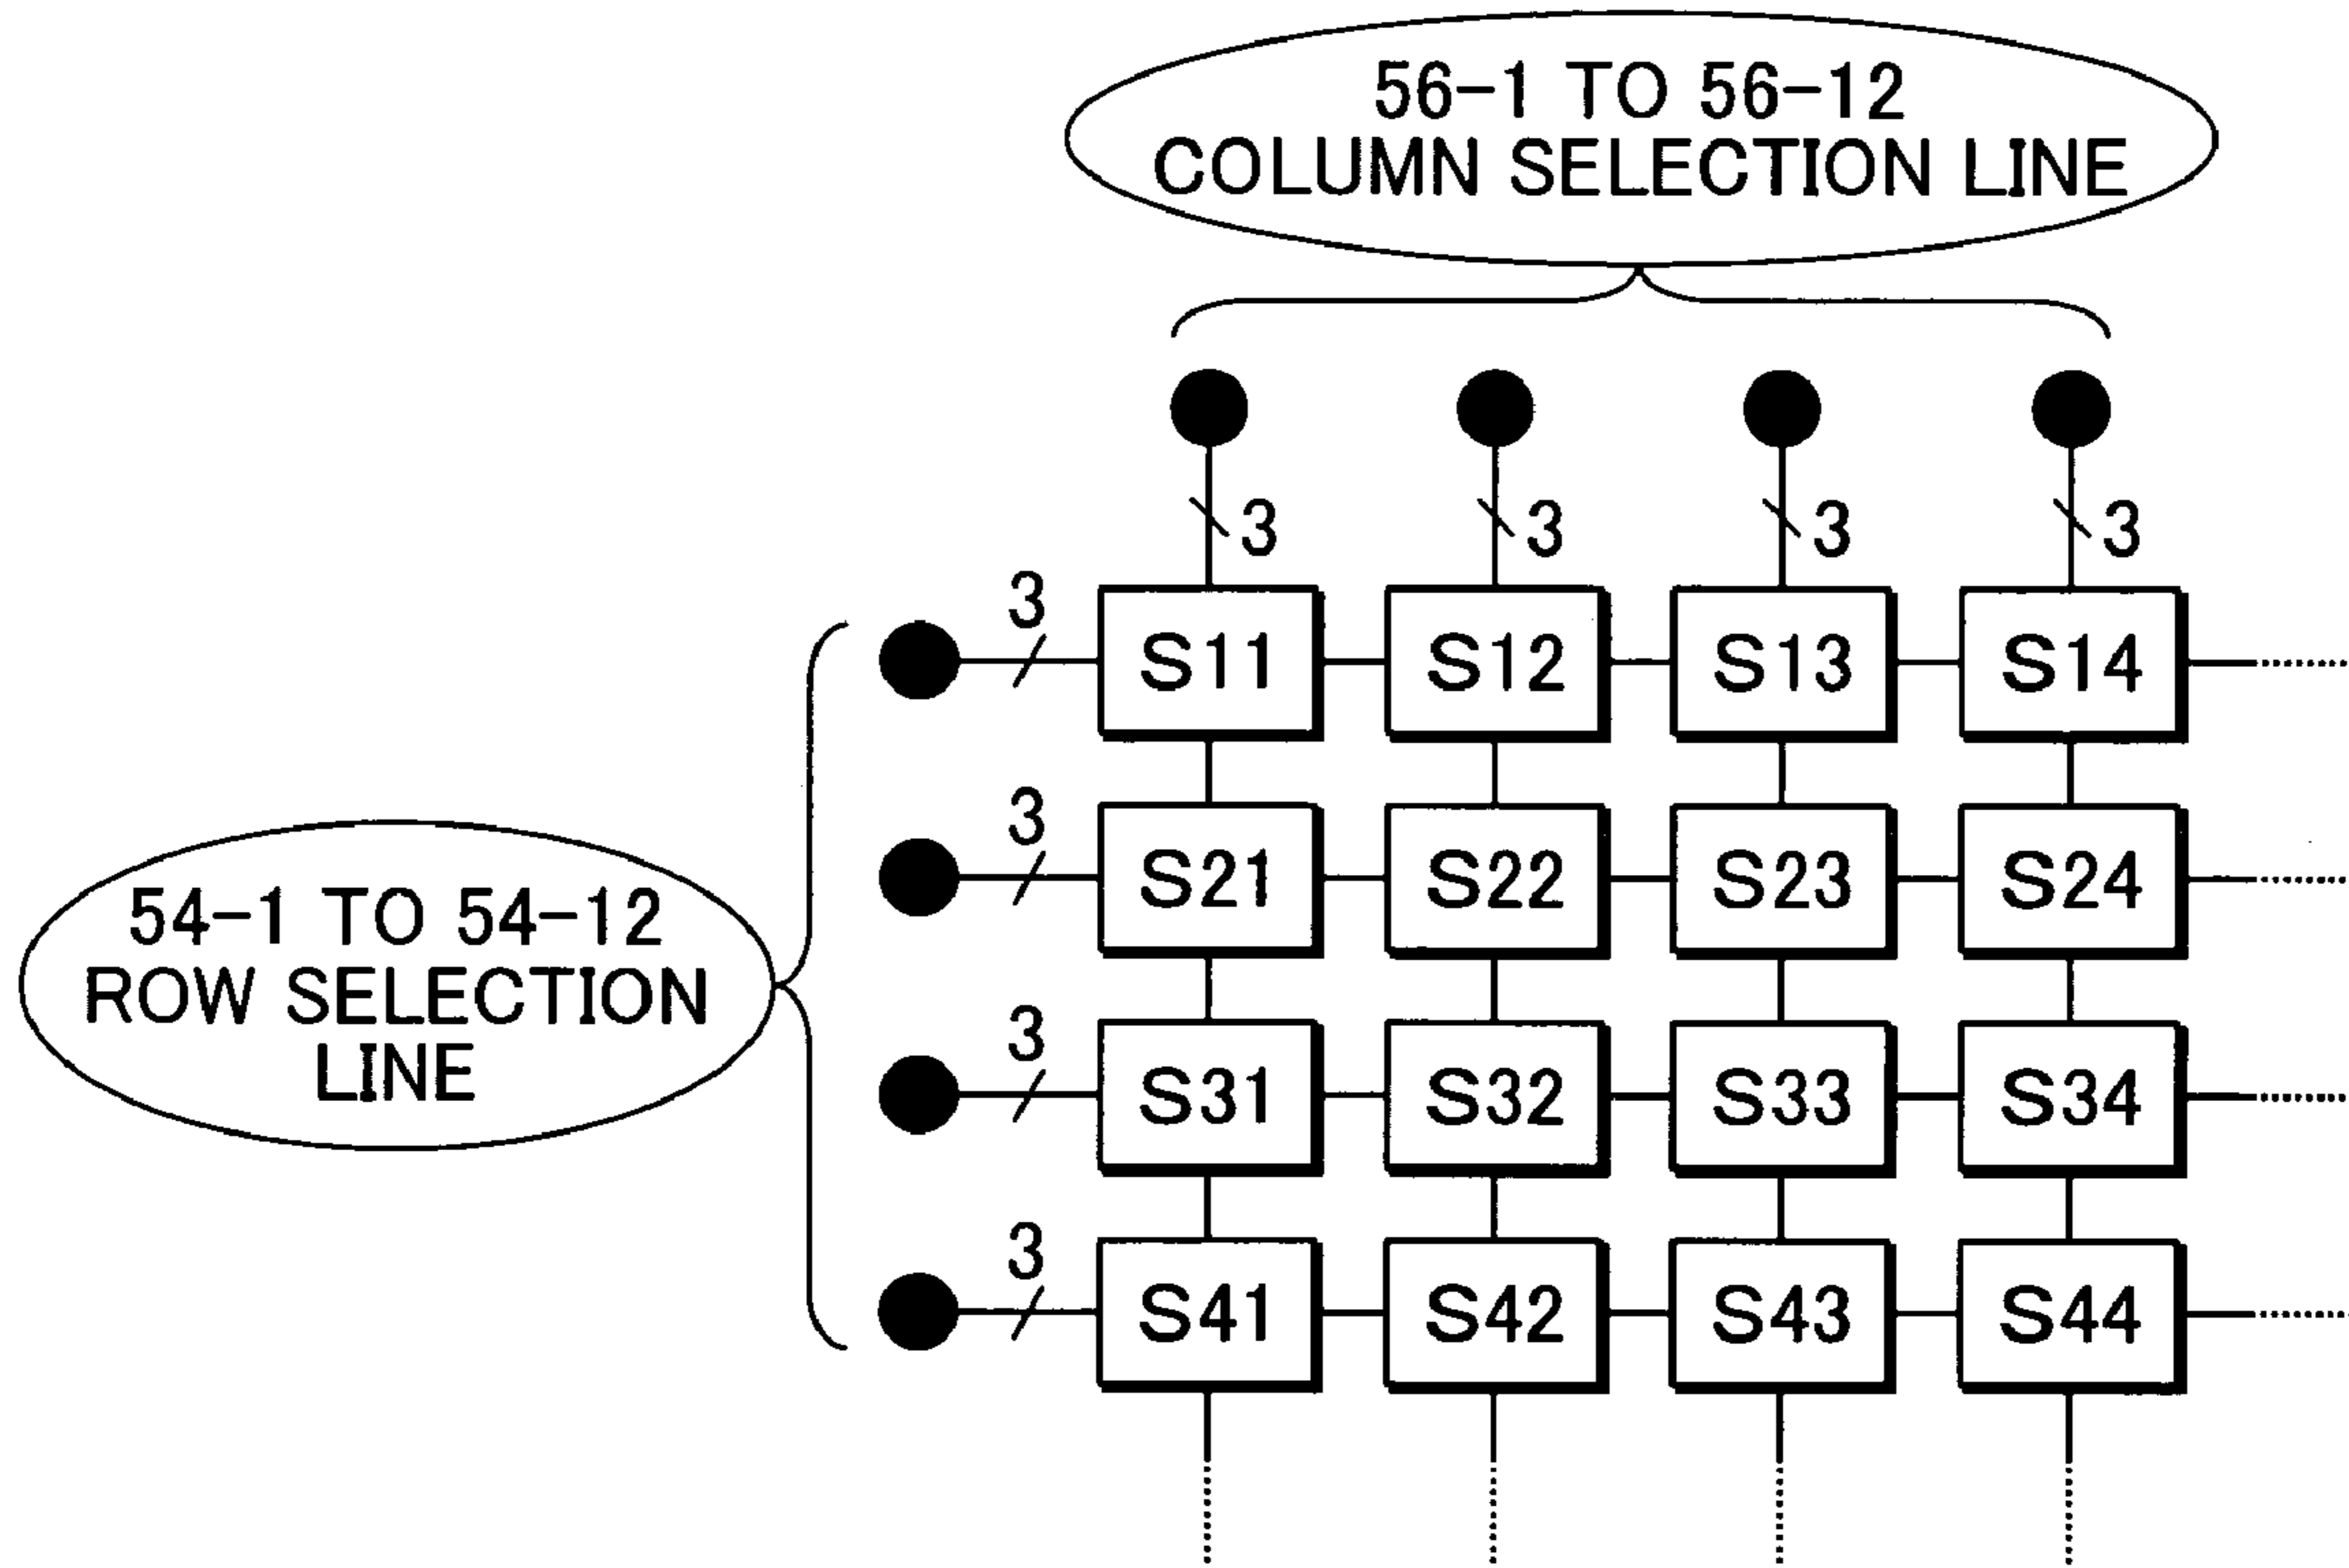 56-1 TO 56-12
COLUMN SELECTION LINE
3 3 3 3
3
S11 S12 S13 S14
3
S21 S22 S23 S24
54-1 TO 54-12
ROW SELECTION
LINE
3
S31 S32 S33 S34
3
S41 S42 S43 S44